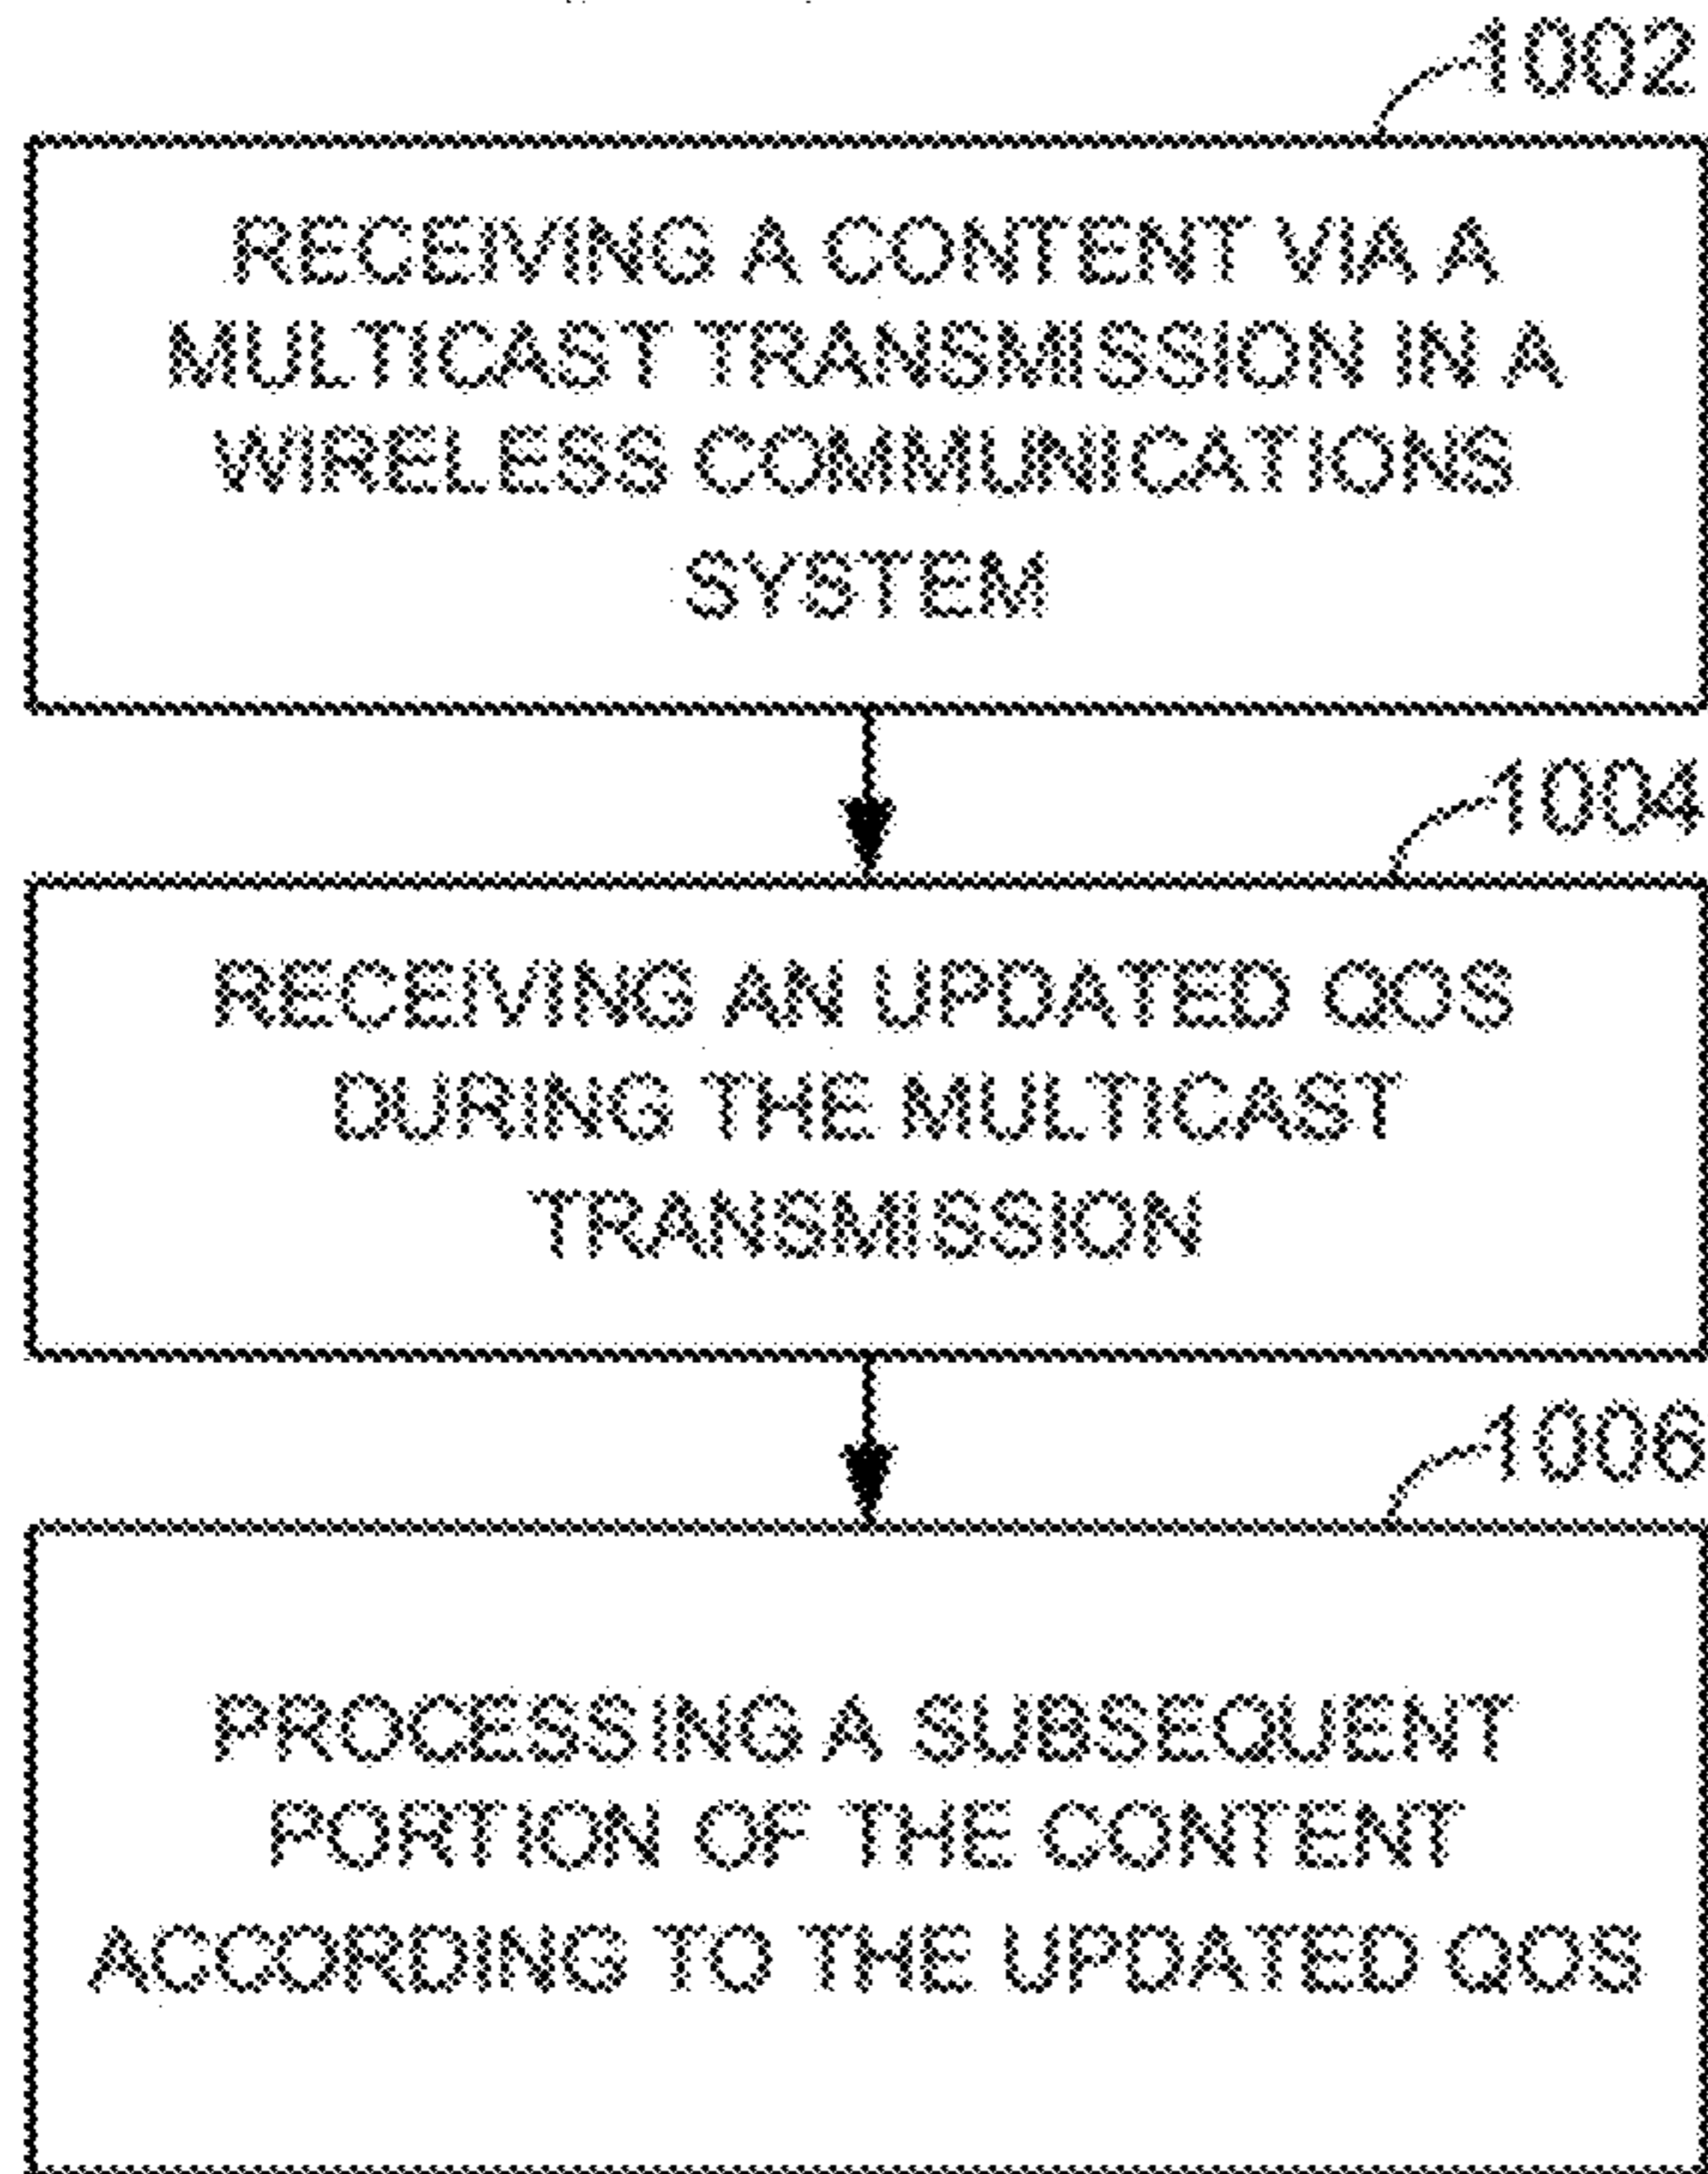 1002
RECEIVING A CONTENT VIA A
MULTICAST TRANSMISSION IN A
WIRELESS COMMUNICATIONS
SYSTEM
1004
RECEIVING AN UPDATED QOS
DURING THE MULTICAST
TRANSMISSION
1006
PROCESSING A SUBSEQUENT
PORTION OF THE CONTENT
ACCORDING TO THE UPDATED QOS